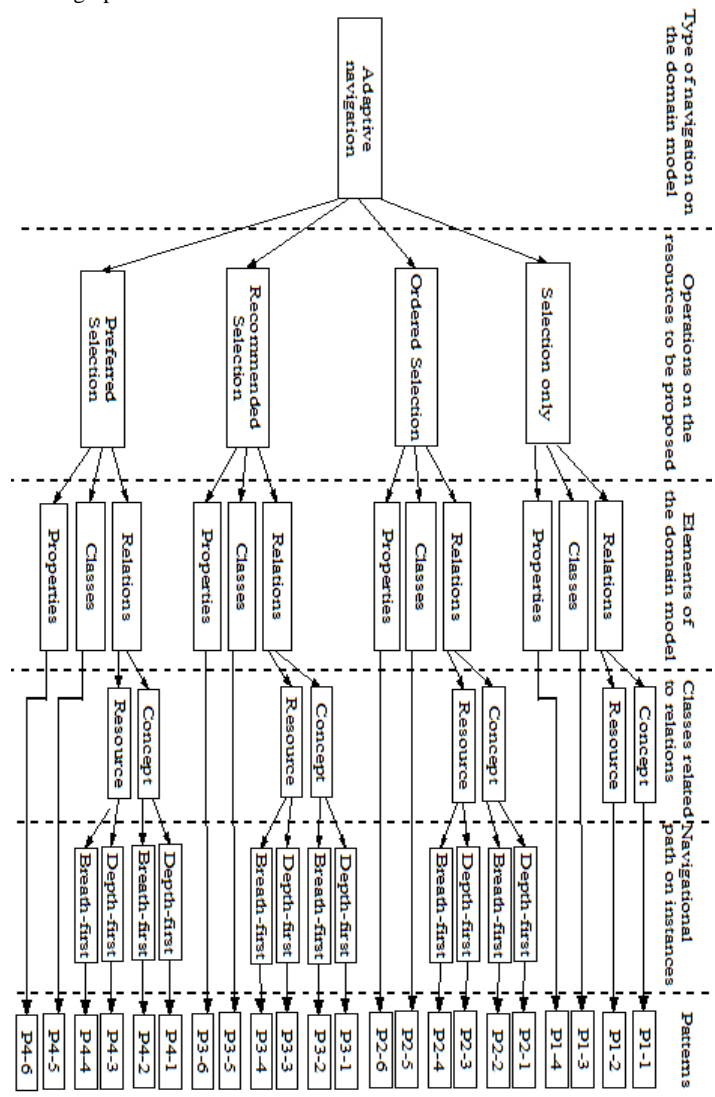 Type of navigation on
the domain model
Operations on the
resources to be proposed
Elements of
the domain model
Classes related
to relations
Navigational
path on instances
Patterns
Adaptive
navigation
Selection only
Ordered Selection
Recommended
Selection
Preferred
Selection
Relations
Classes
Properties
Relations
Classes
Properties
Relations
Classes
Properties
Relations
Classes
Properties
Concept
Resource
Concept
Resource
Concept
Resource
Concept
Resource
Depth-first
Breath-first
Depth-first
Breath-first
Depth-first
Breath-first
Depth-first
Breath-first
Depth-first
Breath-first
Depth-first
Breath-first
P1-1
P1-2
P1-3
P1-4
P2-1
P2-2
P2-3
P2-4
P2-5
P2-6
P3-1
P3-2
P3-3
P3-4
P3-5
P3-6
P4-1
P4-2
P4-3
P4-4
P4-5
P4-6